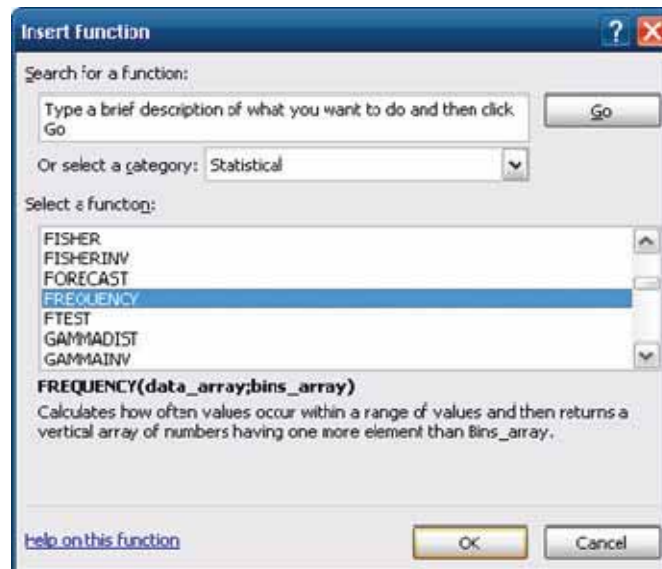 Insert Function
Search for a function:
Type a brief description of what you want to do and then click
Go
Go
Or select a category: Statistical
Select a function:
FISHER
FISHERINV
FORECAST
FREQUENCY
FTEST
GAMMADIST
GAMMAINV
FREQUENCY(data_array;bins_array)
Calculates how often values occur within a range of values and then returns a
vertical array of numbers having one more element than Bins_array.
Help on this function
OK
Cancel